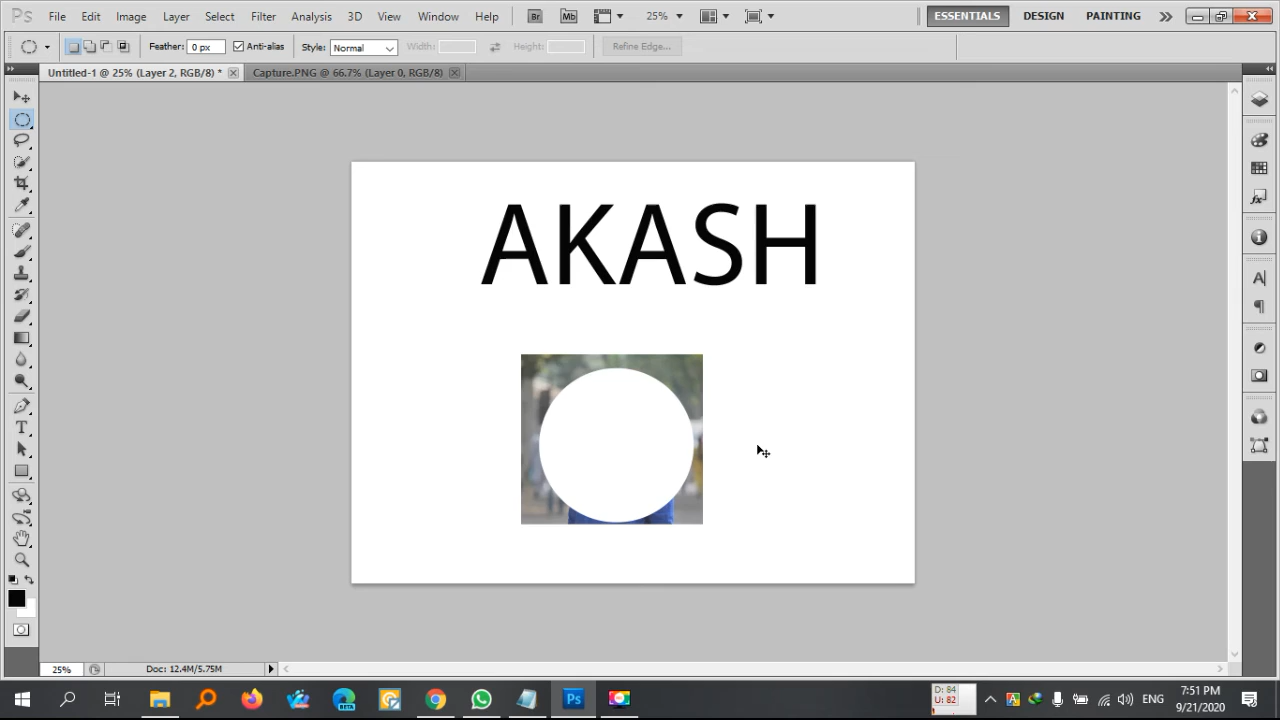 Ps File Edit Image Layer Select Filter Analysis 3D View Window Help Br Mb 25% ESSENTIALS DESIGN PAINTING
Feather: 0 px Anti-alias Style: Normal Width: Height: Refine Edge...
Untitled-1 @ 25% (Layer 2, RGB/8) * Capture.PNG @ 66.7% (Layer 0, RGB/8)
AKASH
25% Doc: 12.4M/5.75M
D: 84
U: 82
Ps
ENG
7:51 PM
9/21/2020